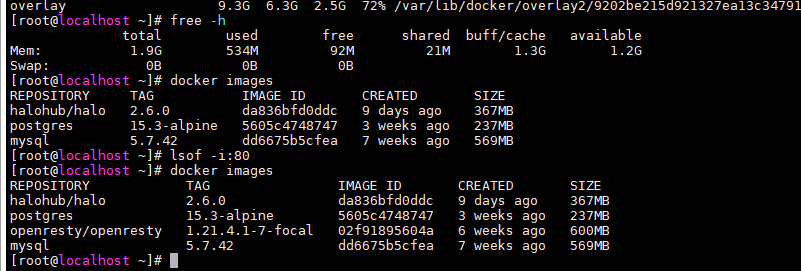 overlay 9.3G 6.3G 2.5G 72% /var/lib/docker/overlay2/9202be215d921327ea13c34791
[root@localhost ~]# free -h
total used free shared buff/cache available
Mem: 1.9G 534M 92M 21M 1.3G 1.2G
Swap: 0B 0B 0B
[root@localhost ~]# docker images
REPOSITORY TAG IMAGE ID CREATED SIZE
halohub/halo 2.6.0 da836bfd0ddc 9 days ago 367MB
postgres 15.3-alpine 5605c4748747 3 weeks ago 237MB
mysql 5.7.42 dd6675b5cfea 7 weeks ago 569MB
[root@localhost ~]# lsof -i:80
[root@localhost ~]# docker images
REPOSITORY TAG IMAGE ID CREATED SIZE
halohub/halo 2.6.0 da836bfd0ddc 9 days ago 367MB
postgres 15.3-alpine 5605c4748747 3 weeks ago 237MB
openresty/openresty 1.21.4.1-7-focal 02f91895604a 6 weeks ago 600MB
mysql 5.7.42 dd6675b5cfea 7 weeks ago 569MB
[root@localhost ~]#